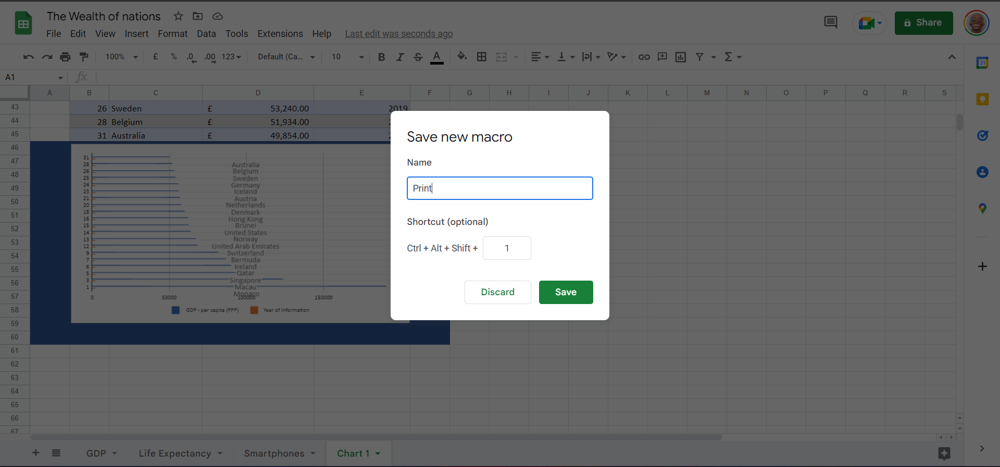 The Wealth of nations
File Edit View Insert Format Data Tools Extensions Help Last edit was seconds ago
Share
100% £ % .0 .00 123 Default (Ca... 10 B I S A Σ
31
A1 fx
A B C D E F G H I J K L M N O P Q R S
43 26 Sweden £ 53,240.00 2019
44 28 Belgium £ 51,934.00
45 31 Australia £ 49,854.00
46
47
48
49
50
51
52
53
54
55
56
57
58
59
60
61
62
63
64
65
66
67
31 Australia
28 Belgium
26 Sweden
25 Germany
24 Iceland
23 Austria
21 Netherlands
20 Denmark
18 Hong Kong
16 Brunei
15 United States
14 Norway
13 United Arab Emirates
12 Switzerland
9 Bermuda
7 Ireland
6 Qatar
5 Singapore
3 Macau
1 Monaco
0 50000 100000 150000
GDP - per capita (PPP) Year of Information
Save new macro
Name
Print
Shortcut (optional)
Ctrl + Alt + Shift + 1
Discard Save
GDP Life Expectancy Smartphones Chart 1